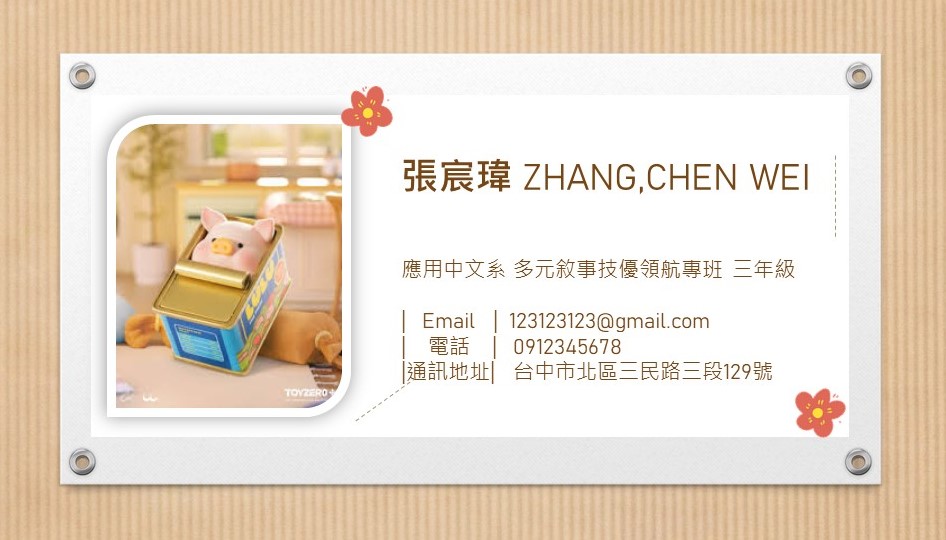 張宸瑋 ZHANG,CHEN WEI
應用中文系 多元敘事技優領航專班 三年級
| Email | 123123123@gmail.com
| 電話 | 0912345678
|通訊地址| 台中市北區三民路三段129號
TOYZERO+